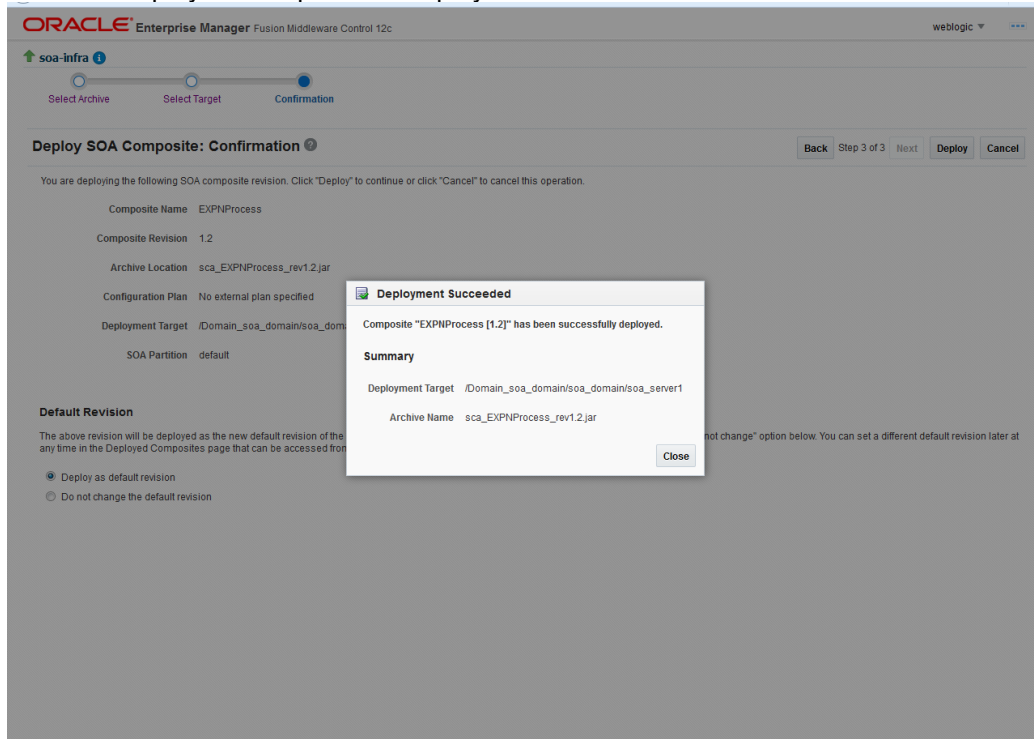 ORACLE Enterprise Manager Fusion Middleware Control 12c
weblogic
soa-infra
Select Archive Select Target Confirmation
Deploy SOA Composite: Confirmation
Back Step 3 of 3 Next Deploy Cancel
You are deploying the following SOA composite revision. Click "Deploy" to continue or click "Cancel" to cancel this operation.
Composite Name EXPNProcess
Composite Revision 1.2
Archive Location sca_EXPNProcess_rev1.2.jar
Configuration Plan No external plan specified
Deployment Target /Domain_soa_domain/soa_dom
SOA Partition default
Deployment Succeeded
Composite "EXPNProcess [1.2]" has been successfully deployed.
Summary
Deployment Target /Domain_soa_domain/soa_domain/soa_server1
Archive Name sca_EXPNProcess_rev1.2.jar
Close
Default Revision
The above revision will be deployed as the new default revision of the not change" option below. You can set a different default revision later at
any time in the Deployed Composites page that can be accessed from
Deploy as default revision
Do not change the default revision